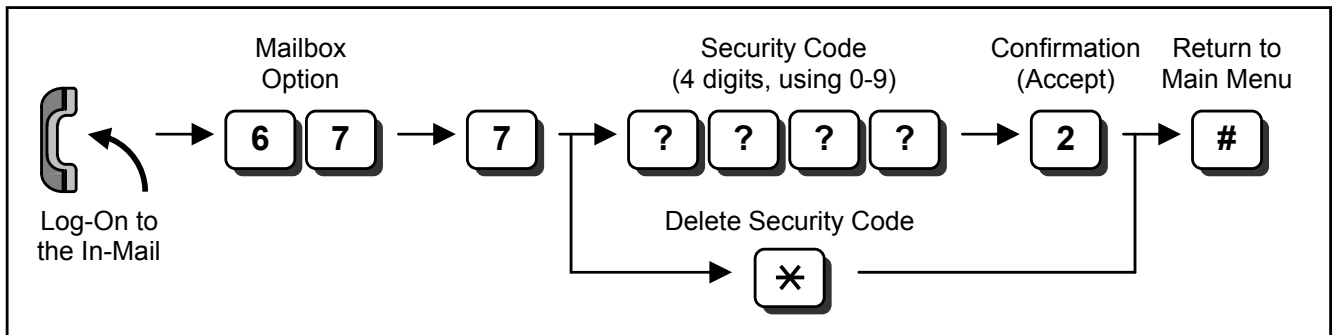 Mailbox
Option
Security Code
(4 digits, using 0-9)
Confirmation
(Accept)
Return to
Main Menu
6 7 7 ? ? ? ? 2 #
Log-On to
the In-Mail
Delete Security Code
*